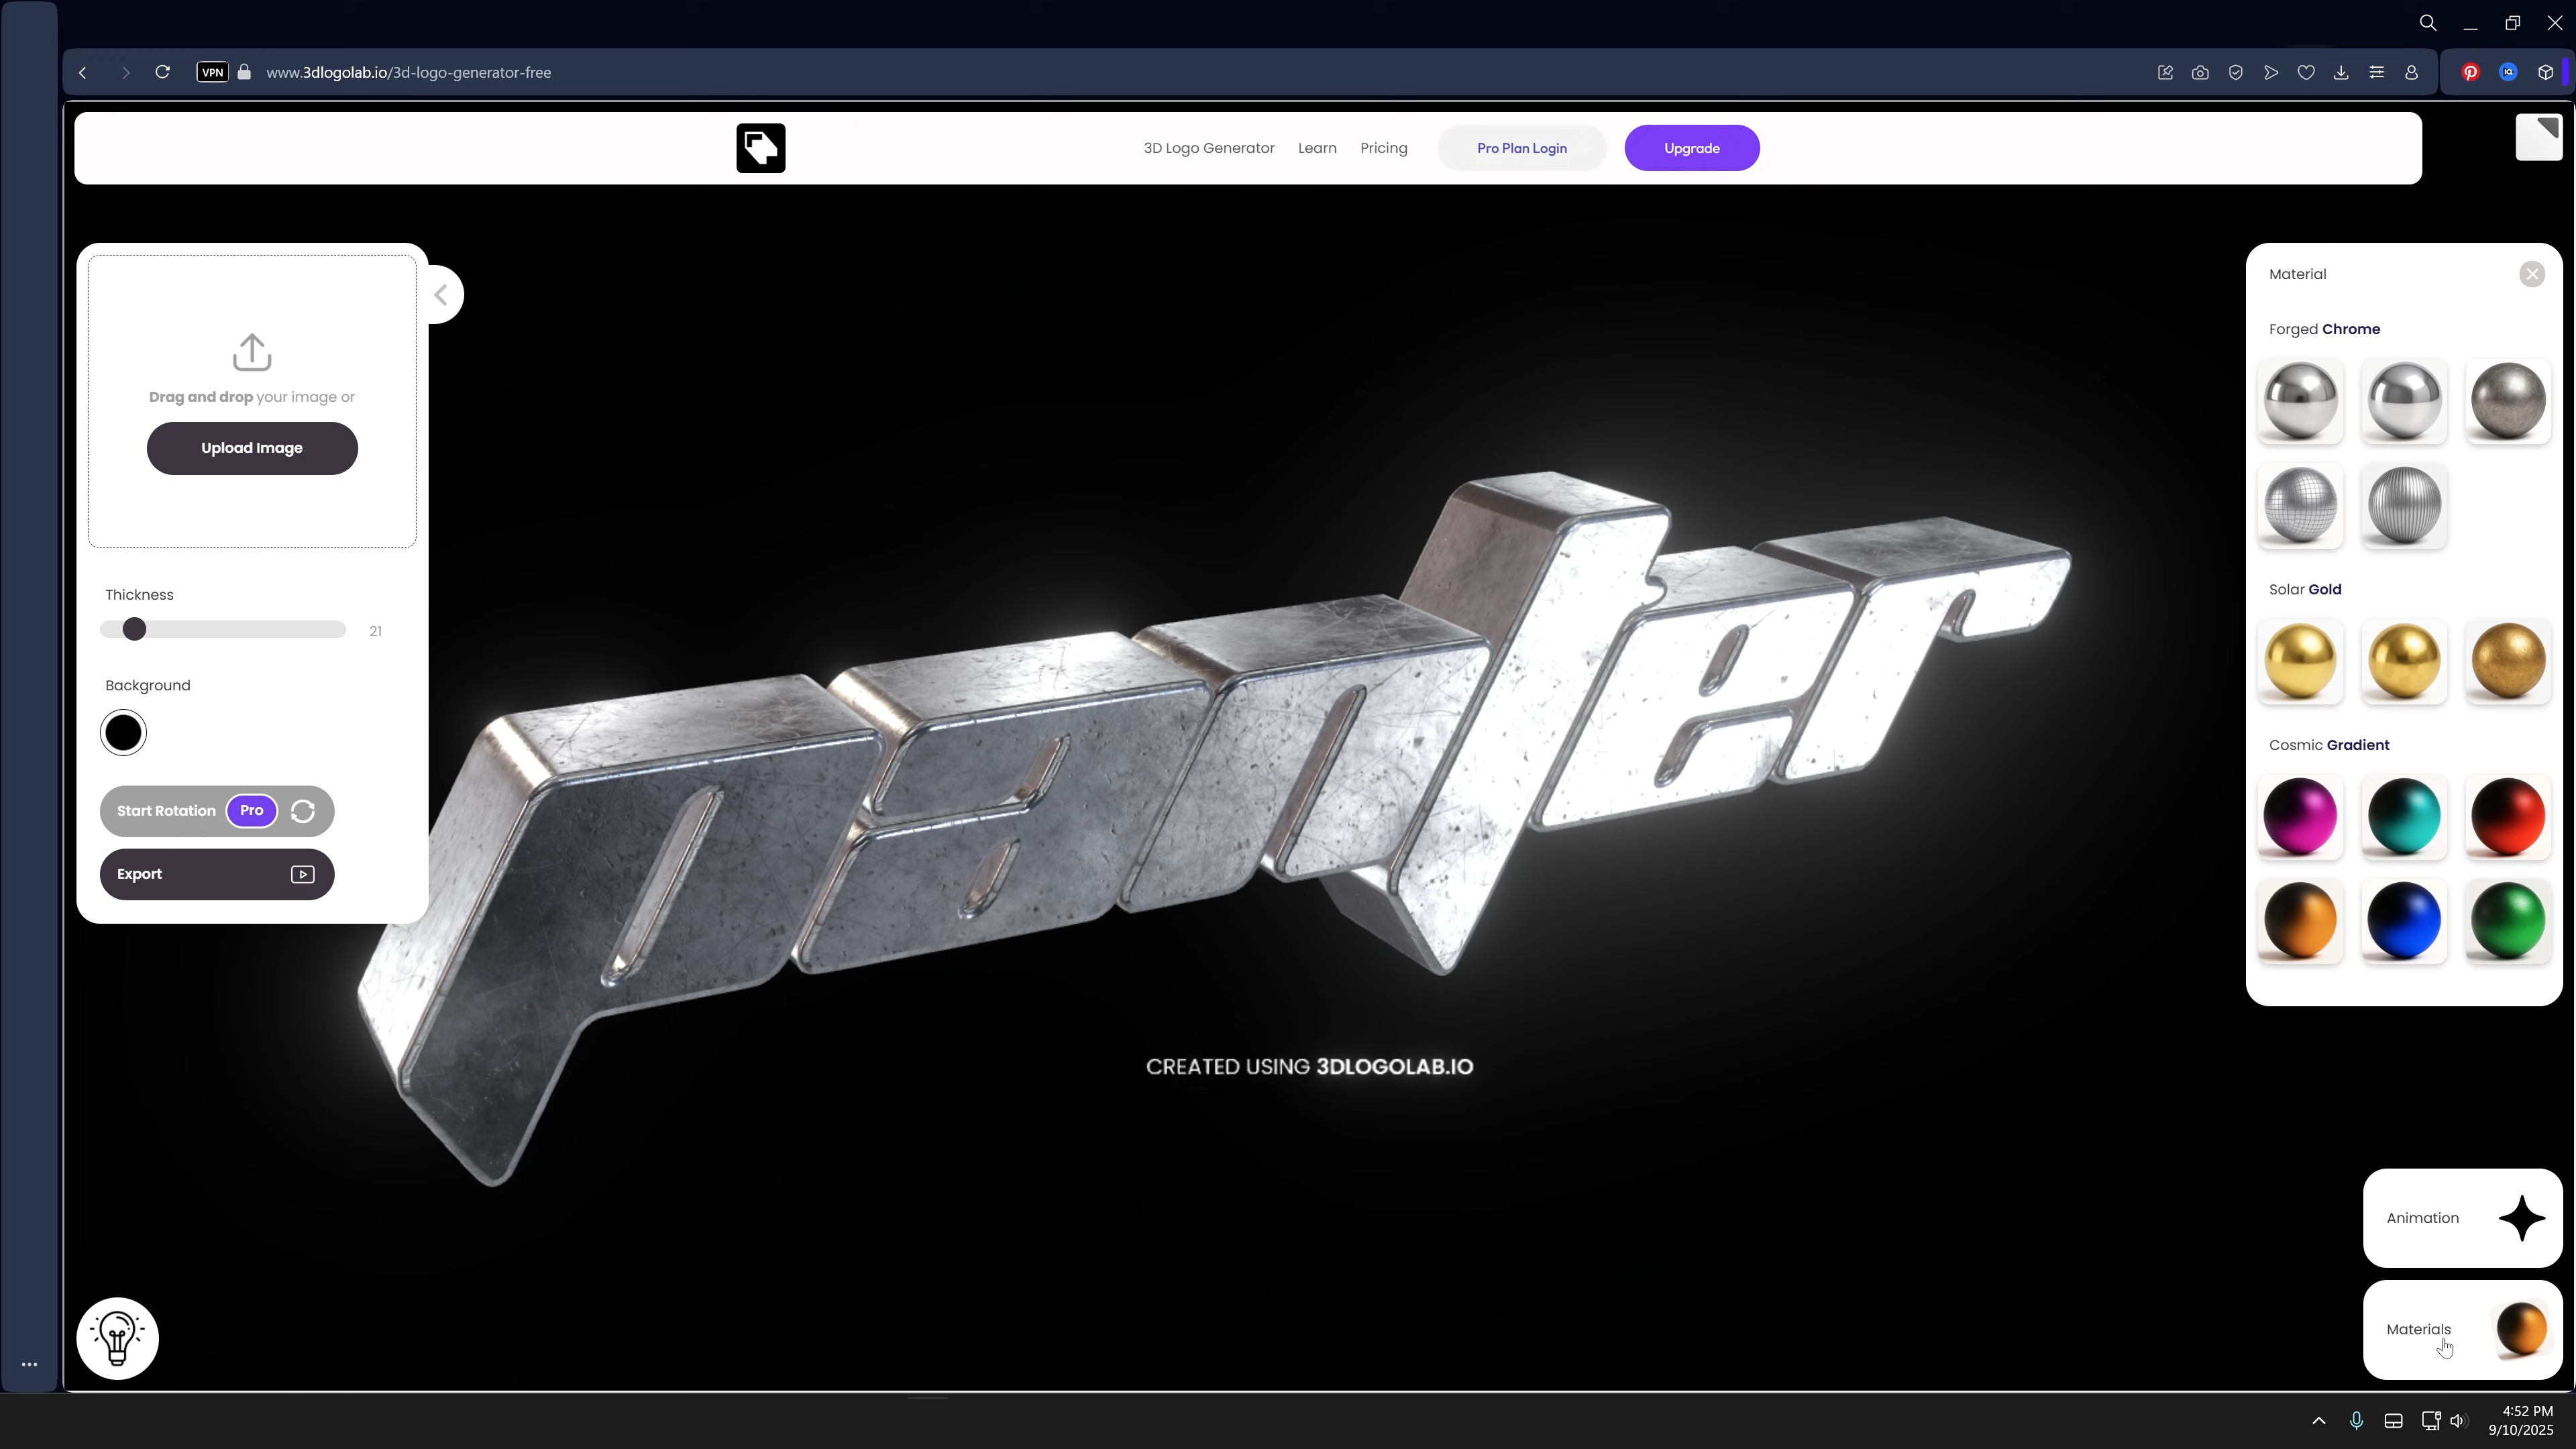 VPN
www.3dlogolab.io/3d-logo-generator-free
3D Logo Generator
Learn
Pricing
Pro Plan Login
Upgrade
Drag and drop your image or
Upload Image
Thickness
21
Background
Start Rotation
Pro
Export
Material
Forged Chrome
Solar Gold
Cosmic Gradient
CREATED USING 3DLOGOLAB.IO
Animation
Materials
4:52 PM
9/10/2025